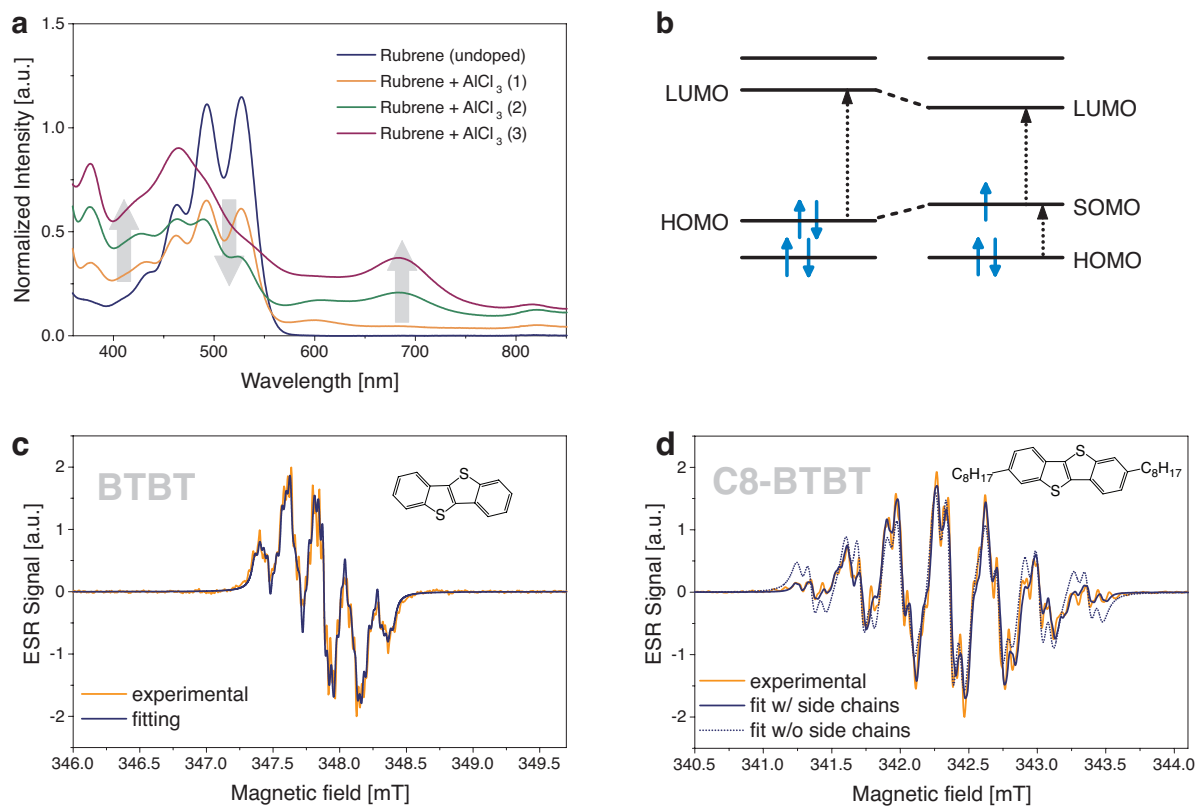 a
1.5
1.0
0.5
0.0
Normalized Intensity [a.u.]
Rubrene (undoped)
Rubrene + AlCl3 (1)
Rubrene + AlCl3 (2)
Rubrene + AlCl3 (3)
400 500 600 700 800
Wavelength [nm]
b
LUMO
LUMO
HOMO
SOMO
HOMO
c
BTBT
S
S
2
1
0
-1
-2
ESR Signal [a.u.]
experimental
fitting
346.0 346.5 347.0 347.5 348.0 348.5 349.0 349.5
Magnetic field [mT]
d
C8-BTBT
C8H17
S
S
C8H17
2
1
0
-1
-2
ESR Signal [a.u.]
experimental
fit w/ side chains
fit w/o side chains
340.5 341.0 341.5 342.0 342.5 343.0 343.5 344.0
Magnetic field [mT]